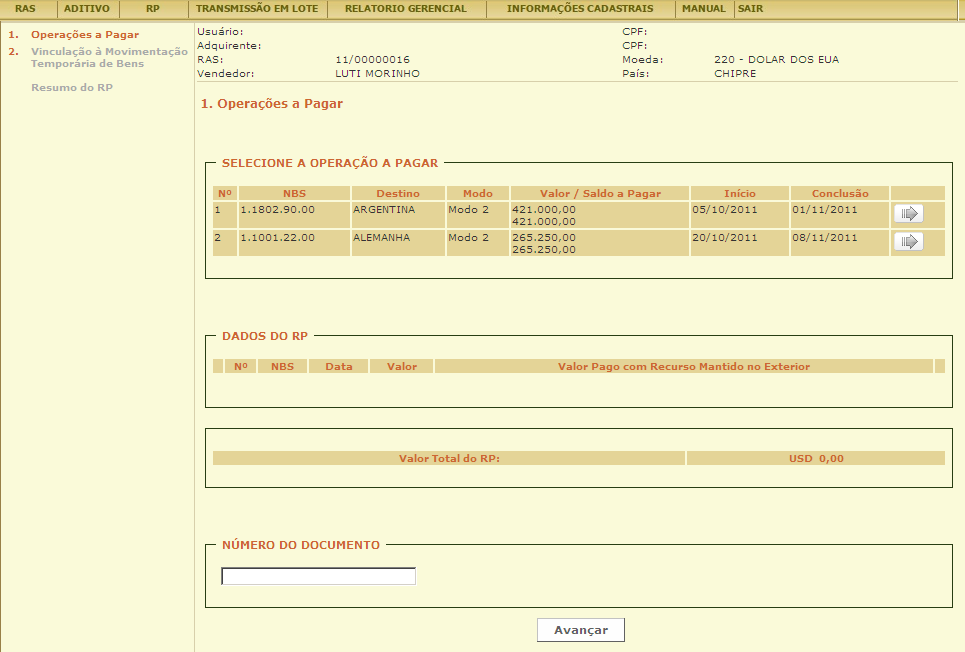 RAS ADITIVO RP TRANSMISSÃO EM LOTE RELATORIO GERENCIAL INFORMAÇÕES CADASTRAIS MANUAL SAIR
1. Operações a Pagar
2. Vinculação à Movimentação
Temporária de Bens
Resumo do RP
Usuário: CPF:
Adquirente: CPF:
RAS: 11/00000016 Moeda: 220 - DOLAR DOS EUA
Vendedor: LUTI MORINHO País: CHIPRE
1. Operações a Pagar
SELECIONE A OPERAÇÃO A PAGAR
Nº NBS Destino Modo Valor / Saldo a Pagar Início Conclusão
1 1.1802.90.00 ARGENTINA Modo 2 421.000,00 05/10/2011 01/11/2011
421.000,00
2 1.1001.22.00 ALEMANHA Modo 2 265.250,00 20/10/2011 08/11/2011
265.250,00
DADOS DO RP
Nº NBS Data Valor Valor Pago com Recurso Mantido no Exterior
Valor Total do RP: USD 0,00
NÚMERO DO DOCUMENTO
Avançar